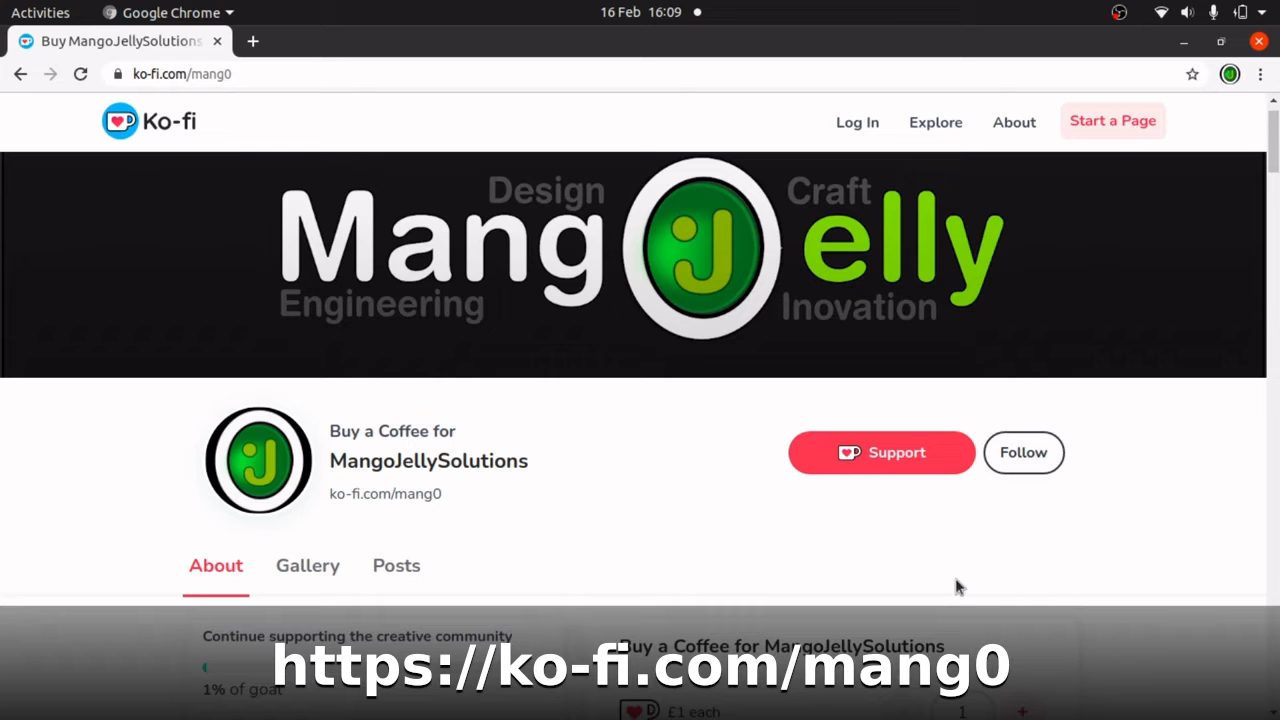 Activities Google Chrome 16 Feb 16:09
Buy MangoJellySolutions
ko-fi.com/mang0
Ko-fi Log In Explore About Start a Page
Design Craft
Mang J elly
Engineering Inovation
Buy a Coffee for
MangoJellySolutions
ko-fi.com/mang0
Support Follow
About Gallery Posts
Continue supporting the creative community
Buy a Coffee for MangoJellySolutions
https://ko-fi.com/mang0
1% of goal
£1 each 1 +